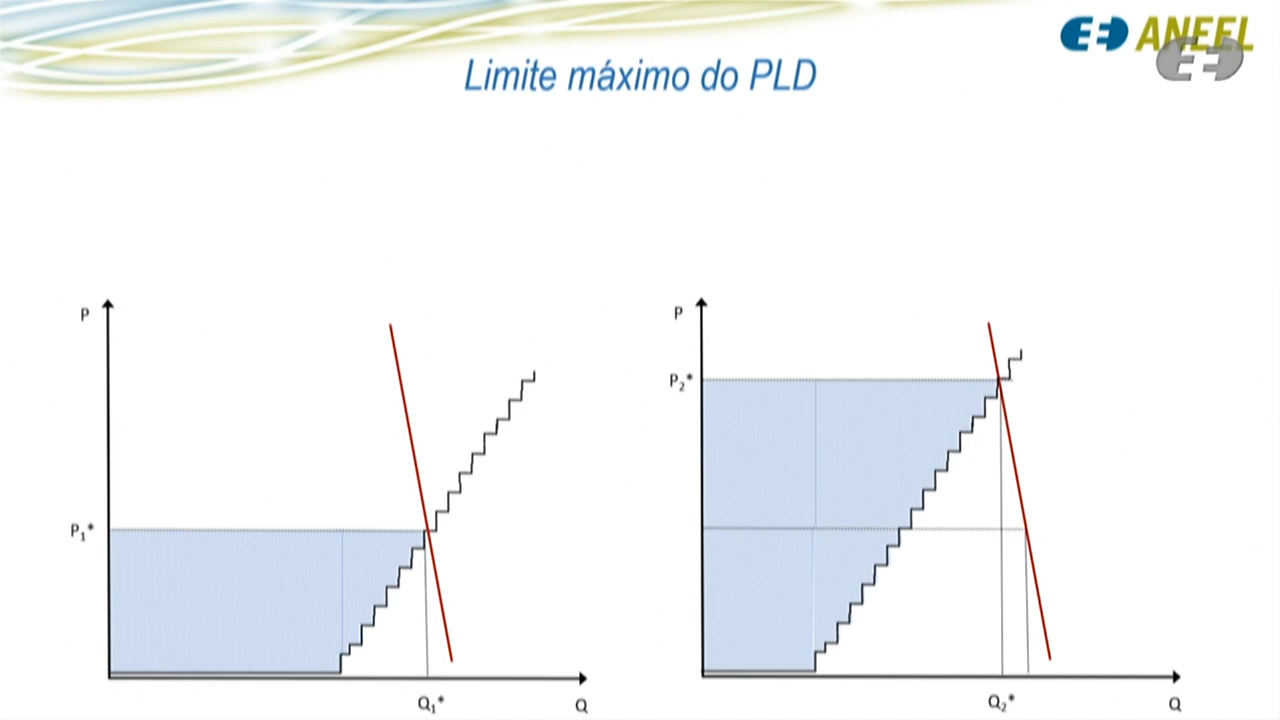 ANEEL
Limite máximo do PLD
P
P₁*
Q₁*
Q
P
P₂*
Q₂*
Q